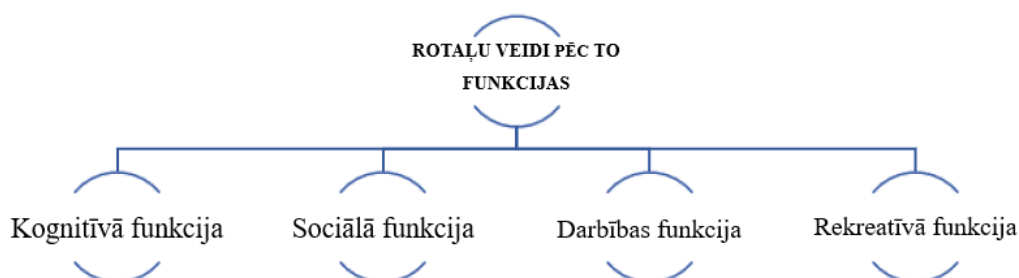 ROTAĻU VEIDI PĒC TO
FUNKCIJAS
Kognitīvā funkcija
Sociālā funkcija
Darbības funkcija
Rekreatīvā funkcija